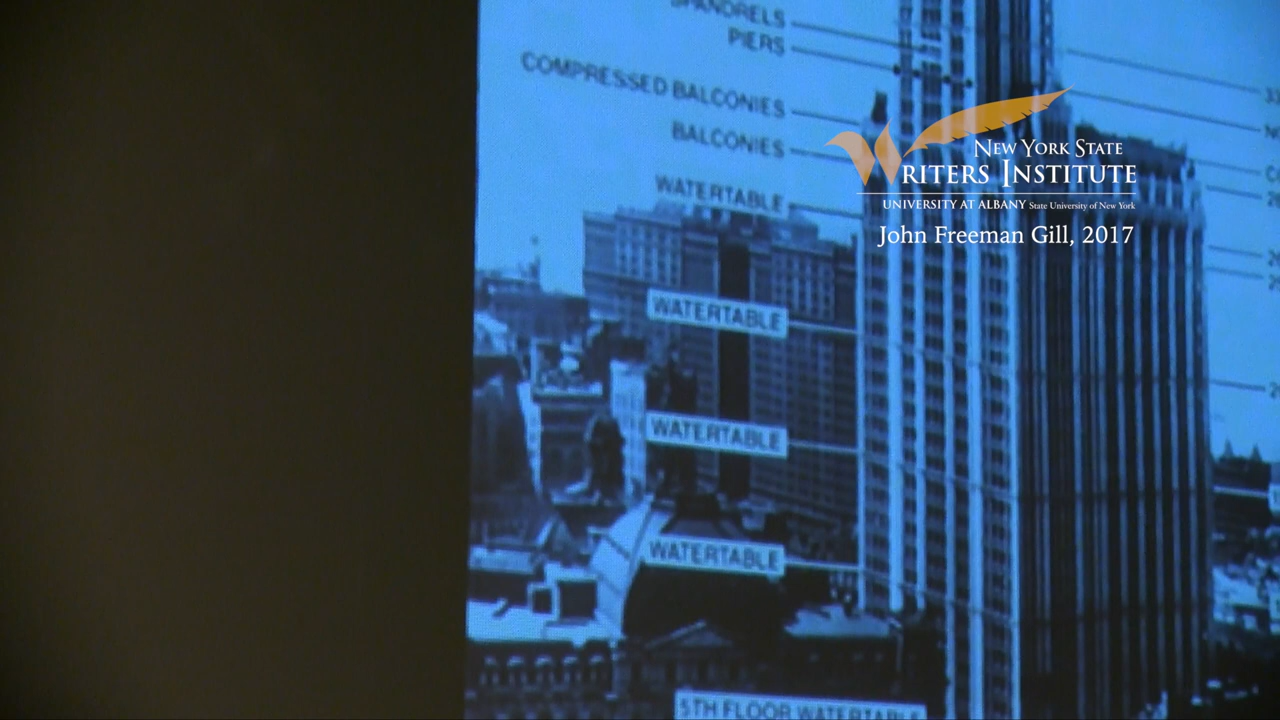 SPANDRELS
PIERS
COMPRESSED BALCONIES
BALCONIES
WATERTABLE
WATERTABLE
WATERTABLE
WATERTABLE
5TH FLOOR WATERTABLE
NEW YORK STATE
WRITERS INSTITUTE
UNIVERSITY AT ALBANY State University of New York
John Freeman Gill, 2017